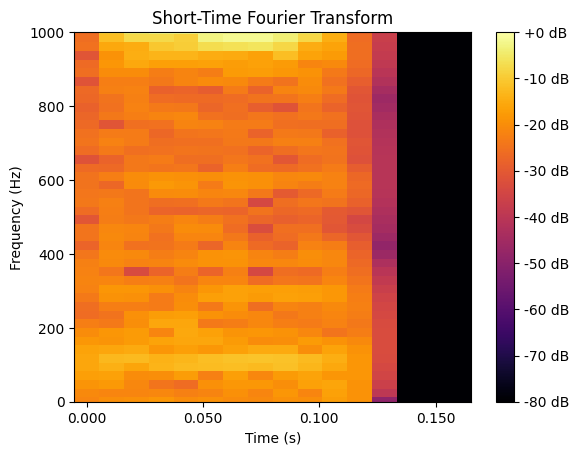 Short-Time Fourier Transform
Frequency (Hz)
1000
800
600
400
200
0
0.000
0.050
0.100
0.150
Time (s)
+0 dB
-10 dB
-20 dB
-30 dB
-40 dB
-50 dB
-60 dB
-70 dB
-80 dB